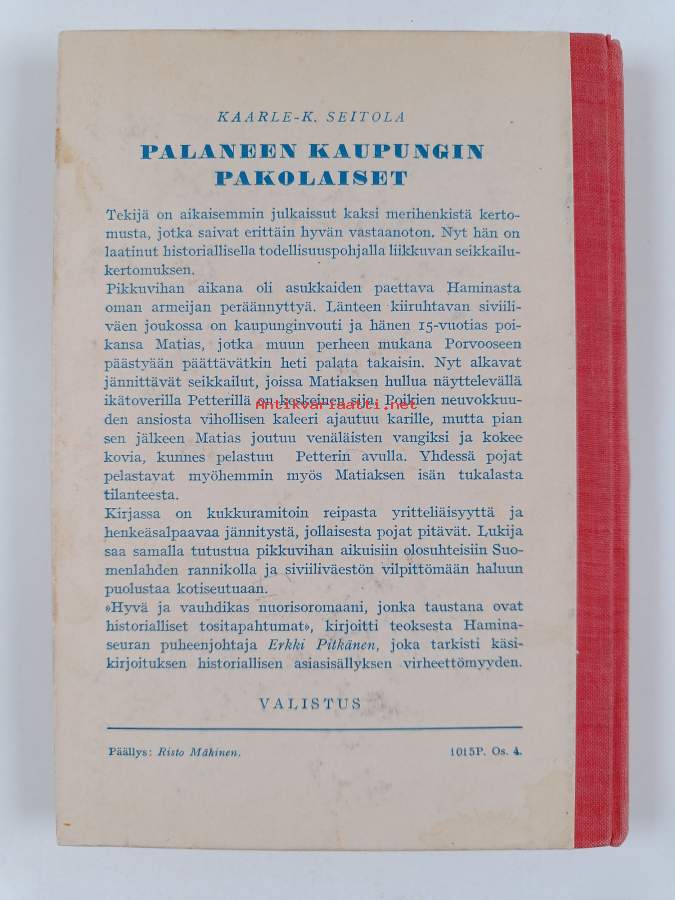 KAARLE-K. SEITOLA
PALANEEN KAUPUNGIN
PAKOLAISET
Tekijä on aikaisemmin julkaissut kaksi merihenkistä kerto-
musta, jotka saivat erittäin hyvän vastaanoton. Nyt hän on
laatinut historiallisella todellisuuspohjalla liikkuvan seikkailu-
kertomuksen.
Pikkuvihan aikana oli asukkaiden paettava Haminasta
oman armeijan peräännyttyä. Länteen kiiruhtavan siviili-
väen joukossa on kaupunginvouti ja hänen 15-vuotias poi-
kansa Matias, jotka muun perheen mukana Porvooseen
päästyään päättävätkin heti palata takaisin. Nyt alkavat
jännittävät seikkailut, joissa Matiaksen hullua näyttelevällä
ikätoverilla Petterillä on keskeinen sija. Poikien neuvokkuu-
Antikvariaatti.net
den ansiosta vihollisen kaleeri ajautuu karille, mutta pian
sen jälkeen Matias joutuu venäläisten vangiksi ja kokee
kovia, kunnes pelastuu Petterin avulla. Yhdessä pojat
pelastavat myöhemmin myös Matiaksen isän tukalasta
tilanteesta.
Kirjassa on kukkuramitoin reipasta yritteliäisyyttä ja
henkeäsalpaavaa jännitystä, jollaisesta pojat pitävät. Lukija
saa samalla tutustua pikkuvihan aikuisiin olosuhteisiin Suo-
menlahden rannikolla ja siviiliväestön vilpittömään haluun
puolustaa kotiseutuaan.
»Hyvä ja vauhdikas nuorisoromaani, jonka taustana ovat
historialliset tositapahtumat», kirjoitti teoksesta Hamina-
seuran puheenjohtaja Erkki Pitkänen, joka tarkisti käsi-
kirjoituksen historiallisen asiasisällyksen virheettömyyden.
VALISTUS
Päällys: Risto Mäkinen. 1015P. Os. 4.